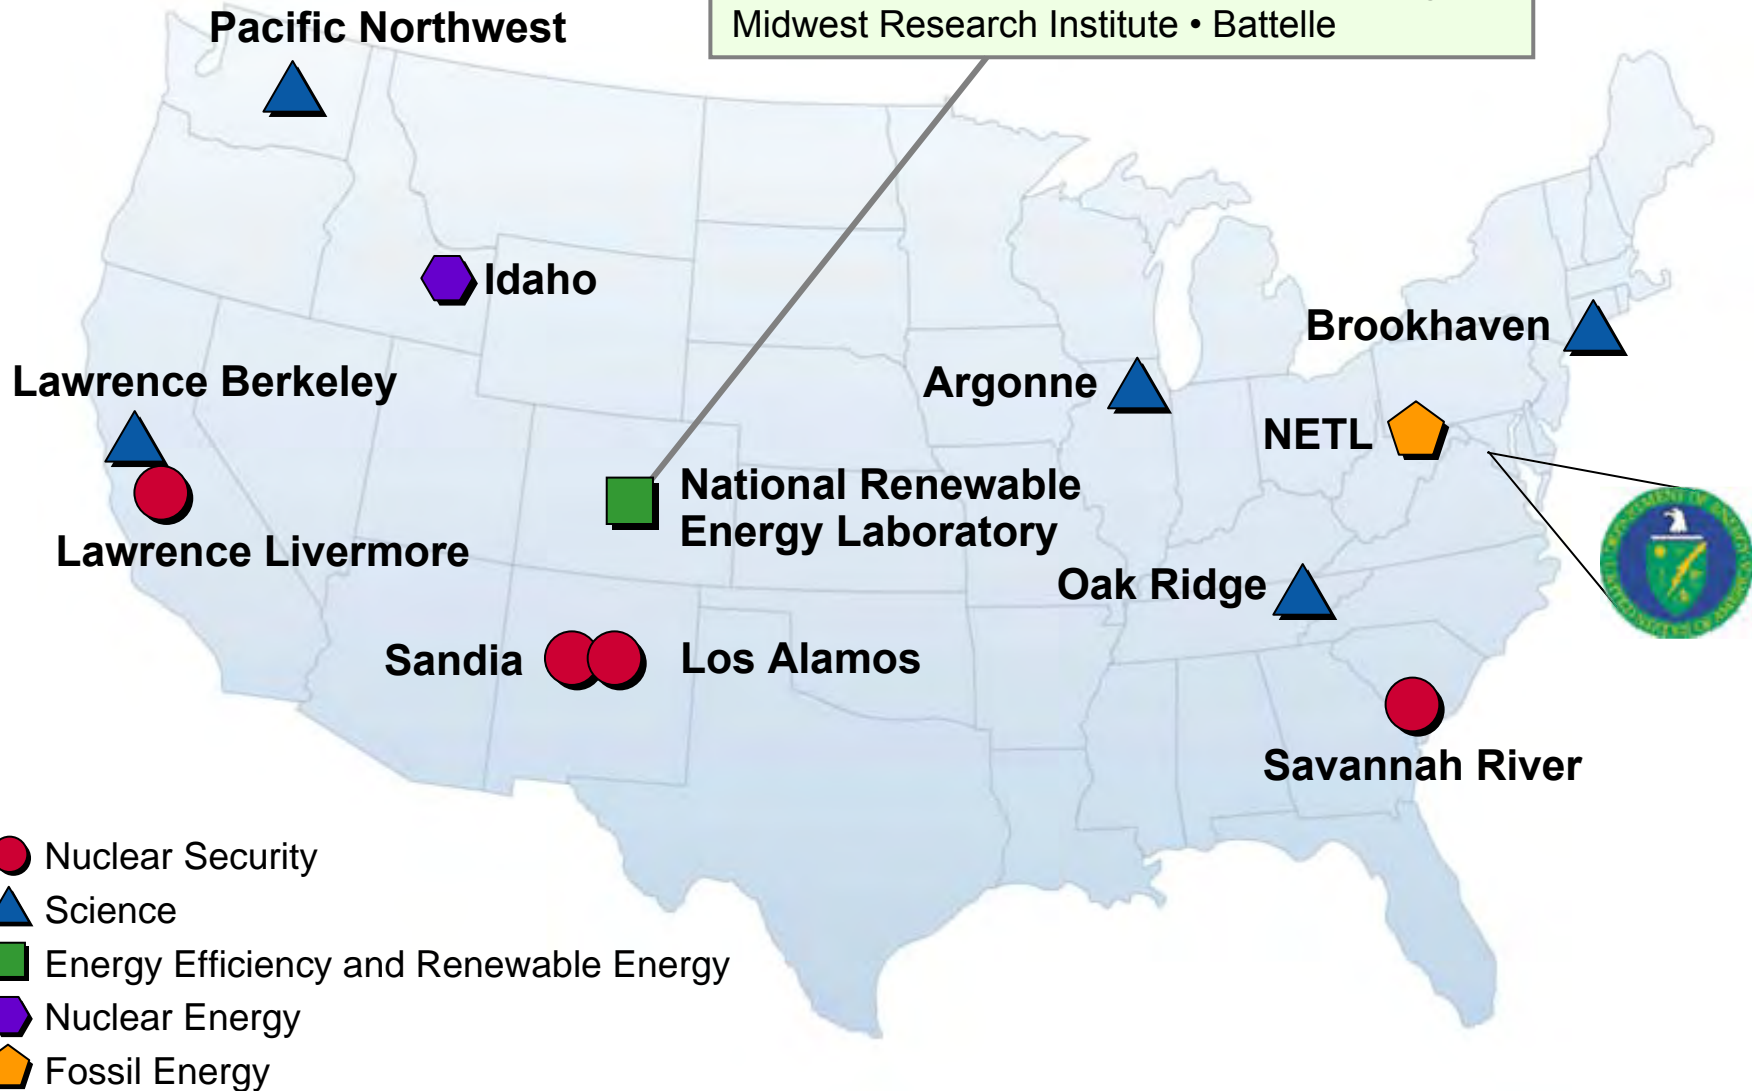 Midwest Research Institute • Battelle
Pacific Northwest
Idaho
Brookhaven
Lawrence Berkeley
Argonne
NETL
National Renewable
Energy Laboratory
Lawrence Livermore
Oak Ridge
Sandia
Los Alamos
Savannah River
Nuclear Security
Science
Energy Efficiency and Renewable Energy
Nuclear Energy
Fossil Energy